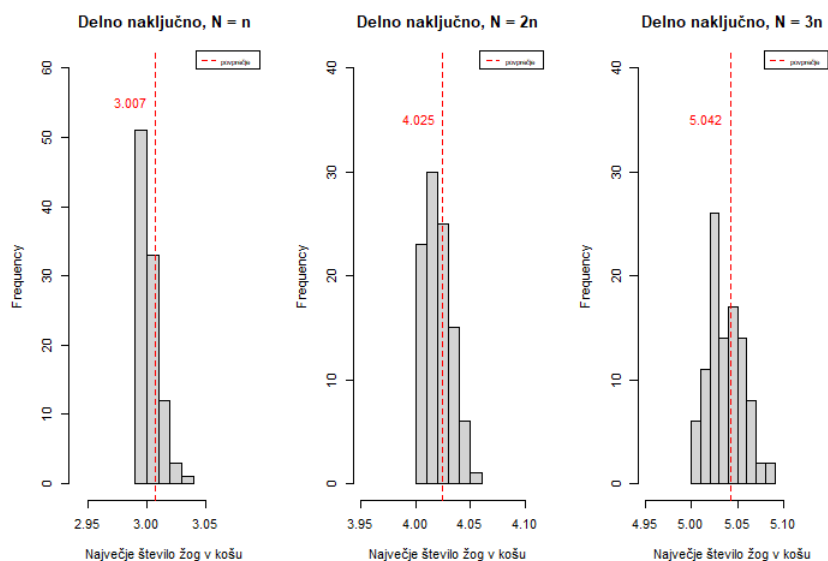 Delno naključno, N = n
povprečje
3.007
Frequency
0
10
20
30
40
50
60
2.95
3.00
3.05
Največje število žog v košu
Delno naključno, N = 2n
povprečje
4.025
Frequency
0
10
20
30
40
3.95
4.00
4.05
4.10
Največje število žog v košu
Delno naključno, N = 3n
povprečje
5.042
Frequency
0
10
20
30
40
4.95
5.00
5.05
5.10
Največje število žog v košu